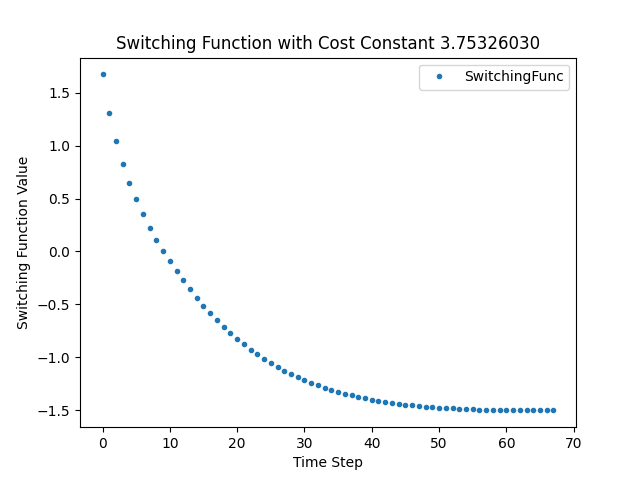 Switching Function with Cost Constant 3.75326030
SwitchingFunc
Switching Function Value
1.5
1.0
0.5
0.0
−0.5
−1.0
−1.5
0 10 20 30 40 50 60 70
Time Step